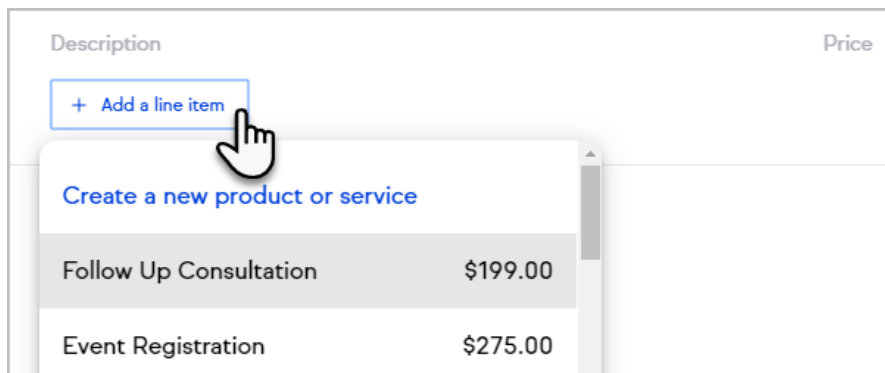 Description Price
+ Add a line item
Create a new product or service
Follow Up Consultation $199.00
Event Registration $275.00